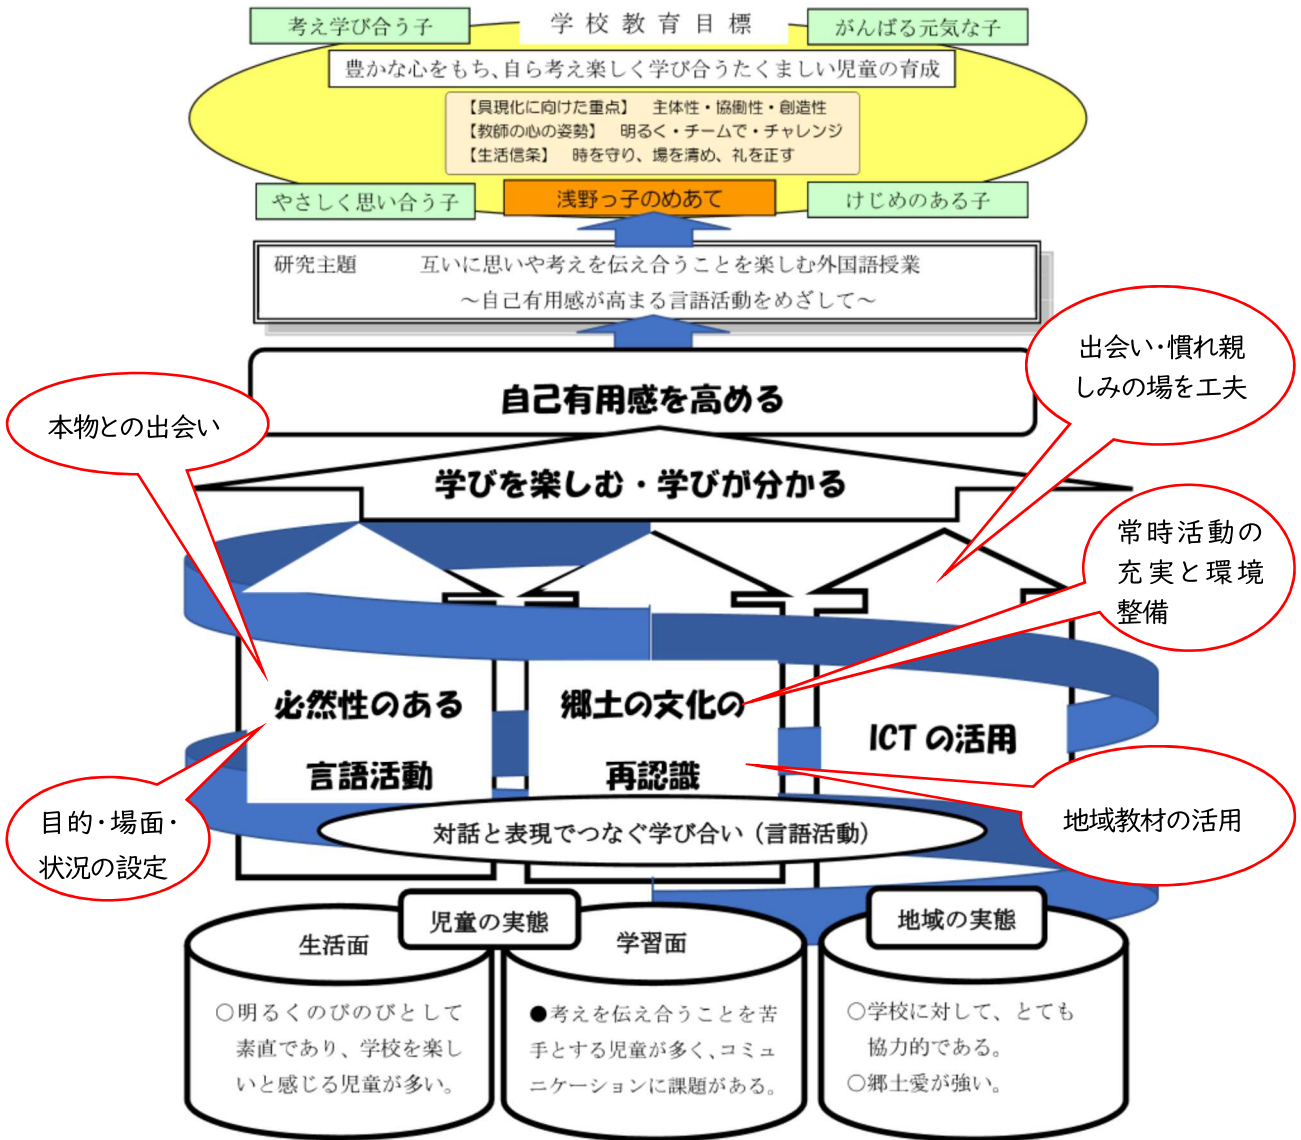 考え学び合う子
学校教育目標
がんばる元気な子
豊かな心をもち、自ら考え楽しく学び合うたくましい児童の育成
【具現化に向けた重点】　主体性・協働性・創造性
【教師の心の姿勢】　明るく・チームで・チャレンジ
【生活信条】　時を守り、場を清め、礼を正す
やさしく思い合う子
浅野っ子のめあて
けじめのある子
研究主題　互いに思いや考えを伝え合うことを楽しむ外国語授業
～自己有用感が高まる言語活動をめざして～
出会い・慣れ親
しみの場を工夫
自己有用感を高める
本物との出会い
学びを楽しむ・学びが分かる
常時活動の
充実と環境
整備
必然性のある
言語活動
郷土の文化の
再認識
ICTの活用
目的・場面・
状況の設定
地域教材の活用
対話と表現でつなぐ学び合い（言語活動）
児童の実態
地域の実態
生活面
学習面
○明るくのびのびとして
素直であり、学校を楽し
いと感じる児童が多い。
●考えを伝え合うことを苦
手とする児童が多く、コミュ
ニケーションに課題がある。
○学校に対して、とても
協力的である。
○郷土愛が強い。